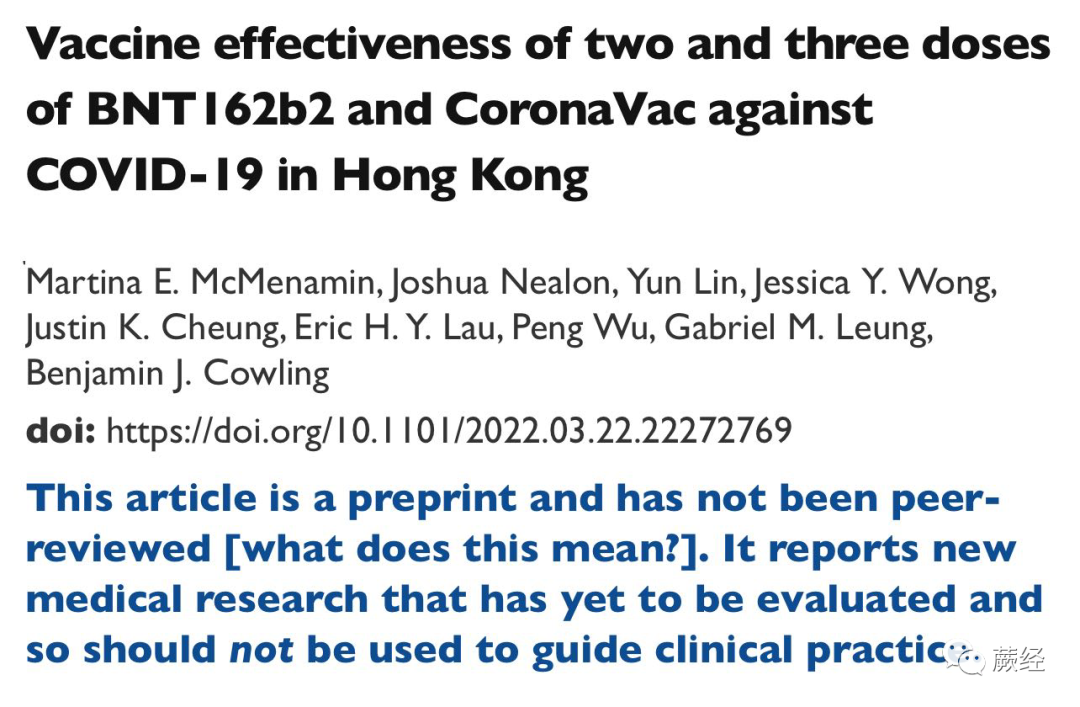 Vaccine effectiveness of two and three doses
of BNT162b2 and CoronaVac against
COVID-19 in Hong Kong
Martina E. McMenamin, Joshua Nealon, Yun Lin, Jessica Y. Wong,
Justin K. Cheung, Eric H. Y. Lau, Peng Wu, Gabriel M. Leung,
Benjamin J. Cowling
doi: https://doi.org/10.1101/2022.03.22.22272769
This article is a preprint and has not been peer-
reviewed [what does this mean?]. It reports new
medical research that has yet to be evaluated and
so should not be used to guide clinical practice.
蕨经